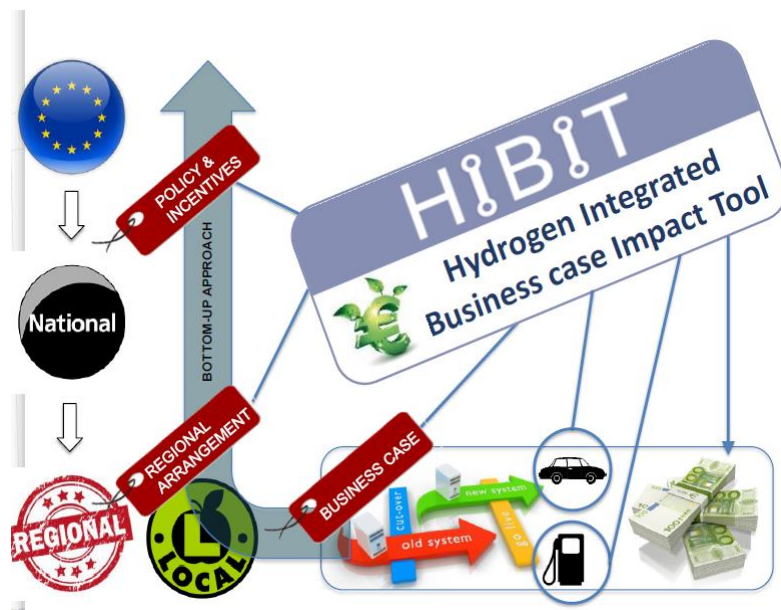 POLICY &
INCENTIVES
HiBiT
Hydrogen Integrated
Business case Impact Tool
€
National
BOTTOM-UP APPROACH
REGIONAL
ARRANGEMENT
BUSINESS CASE
REGIONAL
L
LOCAL
cut-over
new system
old system
go live
100